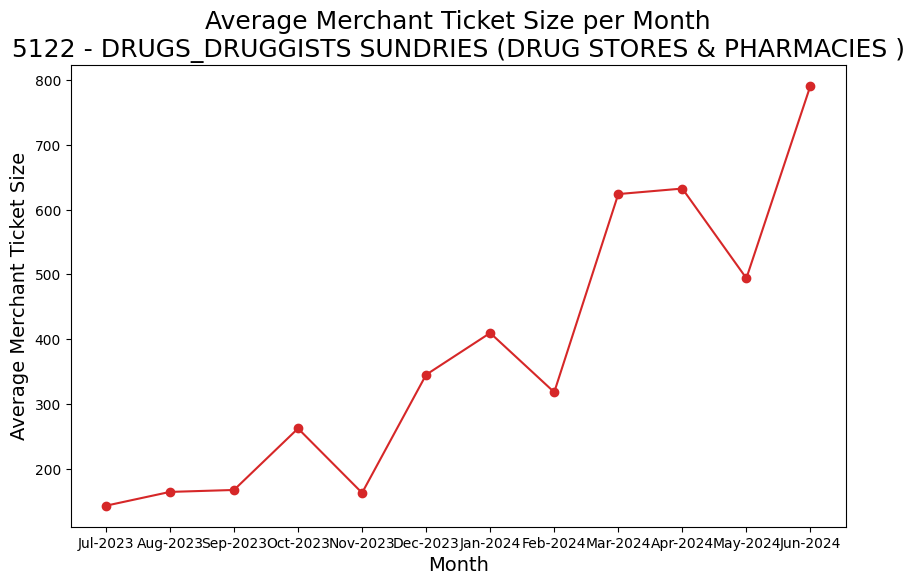 Average Merchant Ticket Size per Month
5122 - DRUGS_DRUGGISTS SUNDRIES (DRUG STORES & PHARMACIES )
Average Merchant Ticket Size
800
700
600
500
400
300
200
Jul-2023 Aug-2023 Sep-2023 Oct-2023 Nov-2023 Dec-2023 Jan-2024 Feb-2024 Mar-2024 Apr-2024 May-2024 Jun-2024
Month